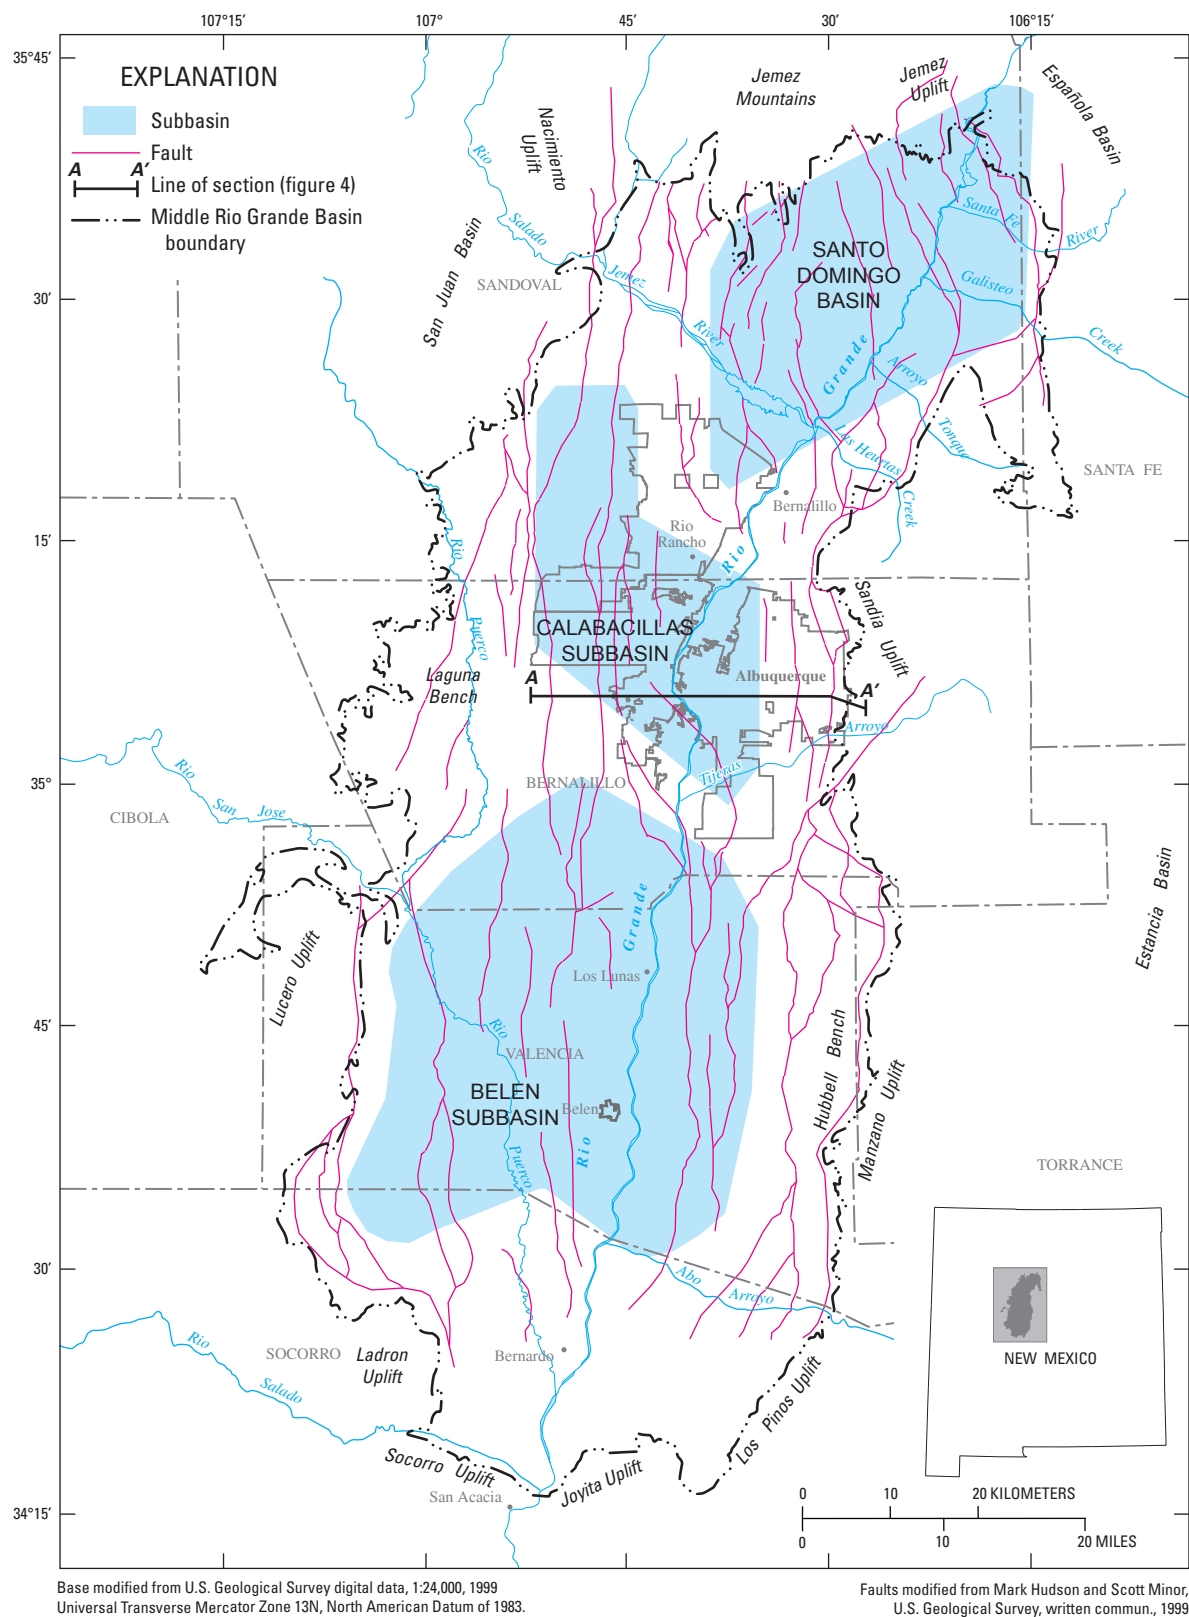 107°15′
107°
45′
30′
106°15′
35°45′
30′
15′
35°
45′
30′
34°15′
EXPLANATION
Subbasin
Fault
A A′
Line of section (figure 4)
Middle Rio Grande Basin
boundary
Jemez
Mountains
Jemez
Uplift
Española Basin
Nacimiento
Uplift
Rio
Salado
San Juan Basin
SANDOVAL
Jemez
River
SANTO
DOMINGO
BASIN
Santa Fe
River
Galisteo
Creek
Rio Grande
Arroyo
Tonque
Las Heurtas
Creek
SANTA FE
Bernalillo
Rio
Rancho
Rio
Puerco
CALABACILLAS
SUBBASIN
Sandia Uplift
Laguna
Bench
Albuquerque
A
A′
Tijeras
Arroyo
BERNALILLO
CIBOLA
Rio
San Jose
Estancia Basin
Lucero Uplift
Los Lunas
Rio
Puerco
VALENCIA
BELEN
SUBBASIN
Belen
Rio
Grande
Hubbell Bench
Manzano Uplift
TORRANCE
Abo
Arroyo
SOCORRO
Ladron
Uplift
Bernardo
Rio
Salado
Socorro Uplift
San Acacia
Joyita Uplift
Los Pinos Uplift
NEW MEXICO
0 10 20 KILOMETERS
0 10 20 MILES
Base modified from U.S. Geological Survey digital data, 1:24,000, 1999
Universal Transverse Mercator Zone 13N, North American Datum of 1983.
Faults modified from Mark Hudson and Scott Minor,
U.S. Geological Survey, written commun., 1999